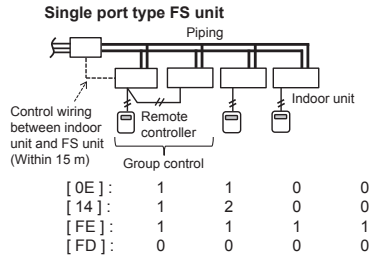 Single port type FS unit
Piping
Indoor unit
Control wiring
between indoor
unit and FS unit
(Within 15 m)
Remote
controller
Group control
[ 0E ] : 1 1 0 0
[ 14 ] : 1 2 0 0
[ FE ] : 1 1 1 1
[ FD ] : 0 0 0 0